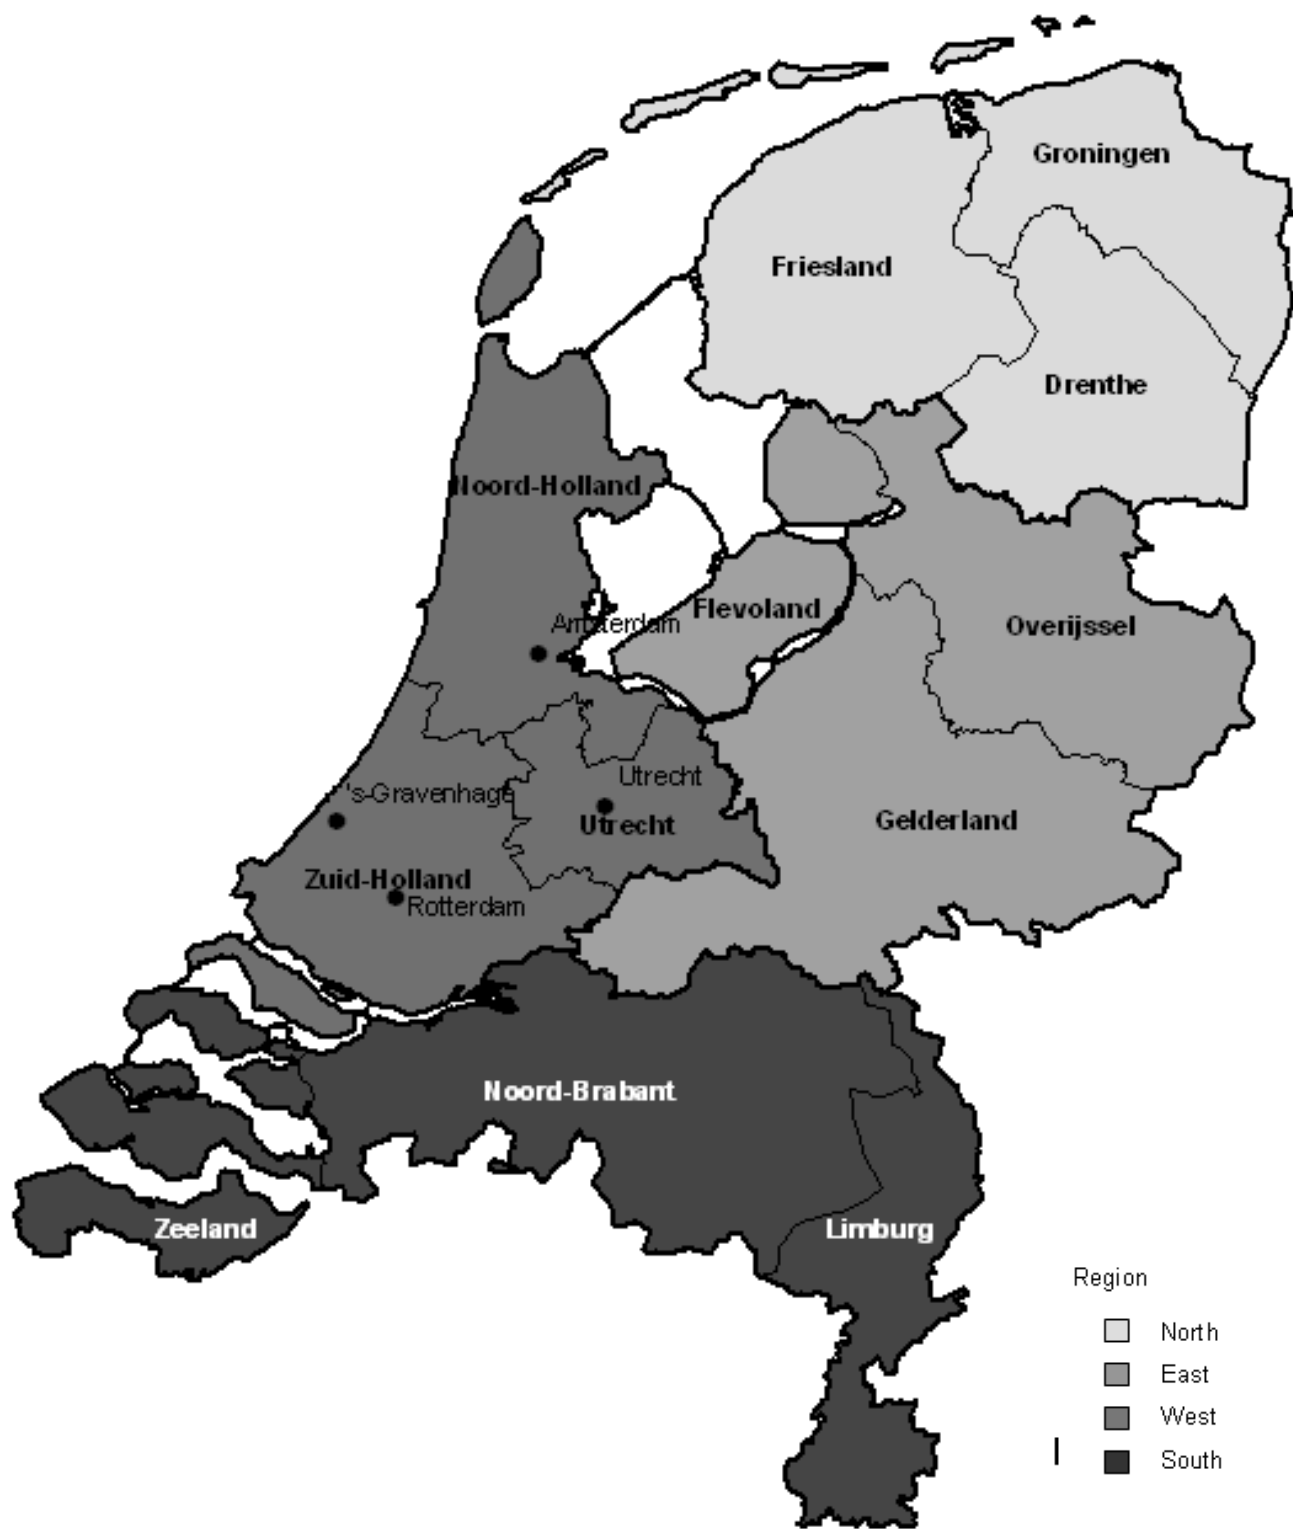 Groningen
Friesland
Drenthe
Noord-Holland
Flevoland
Amsterdam
Overijssel
Utrecht
's-Gravenhage
Gelderland
Utrecht
Zuid-Holland
Rotterdam
Noord-Brabant
Zeeland
Limburg
Region
North
East
West
South